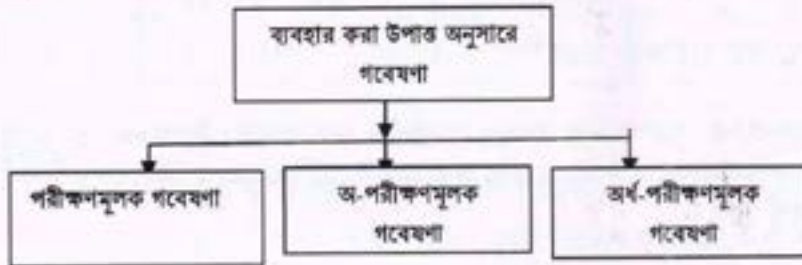 ব্যবহার করা উপাত্ত অনুসারে
গবেষণা
পরীক্ষণমূলক গবেষণা
অ-পরীক্ষণমূলক
গবেষণা
অর্ধ-পরীক্ষণমূলক
গবেষণা